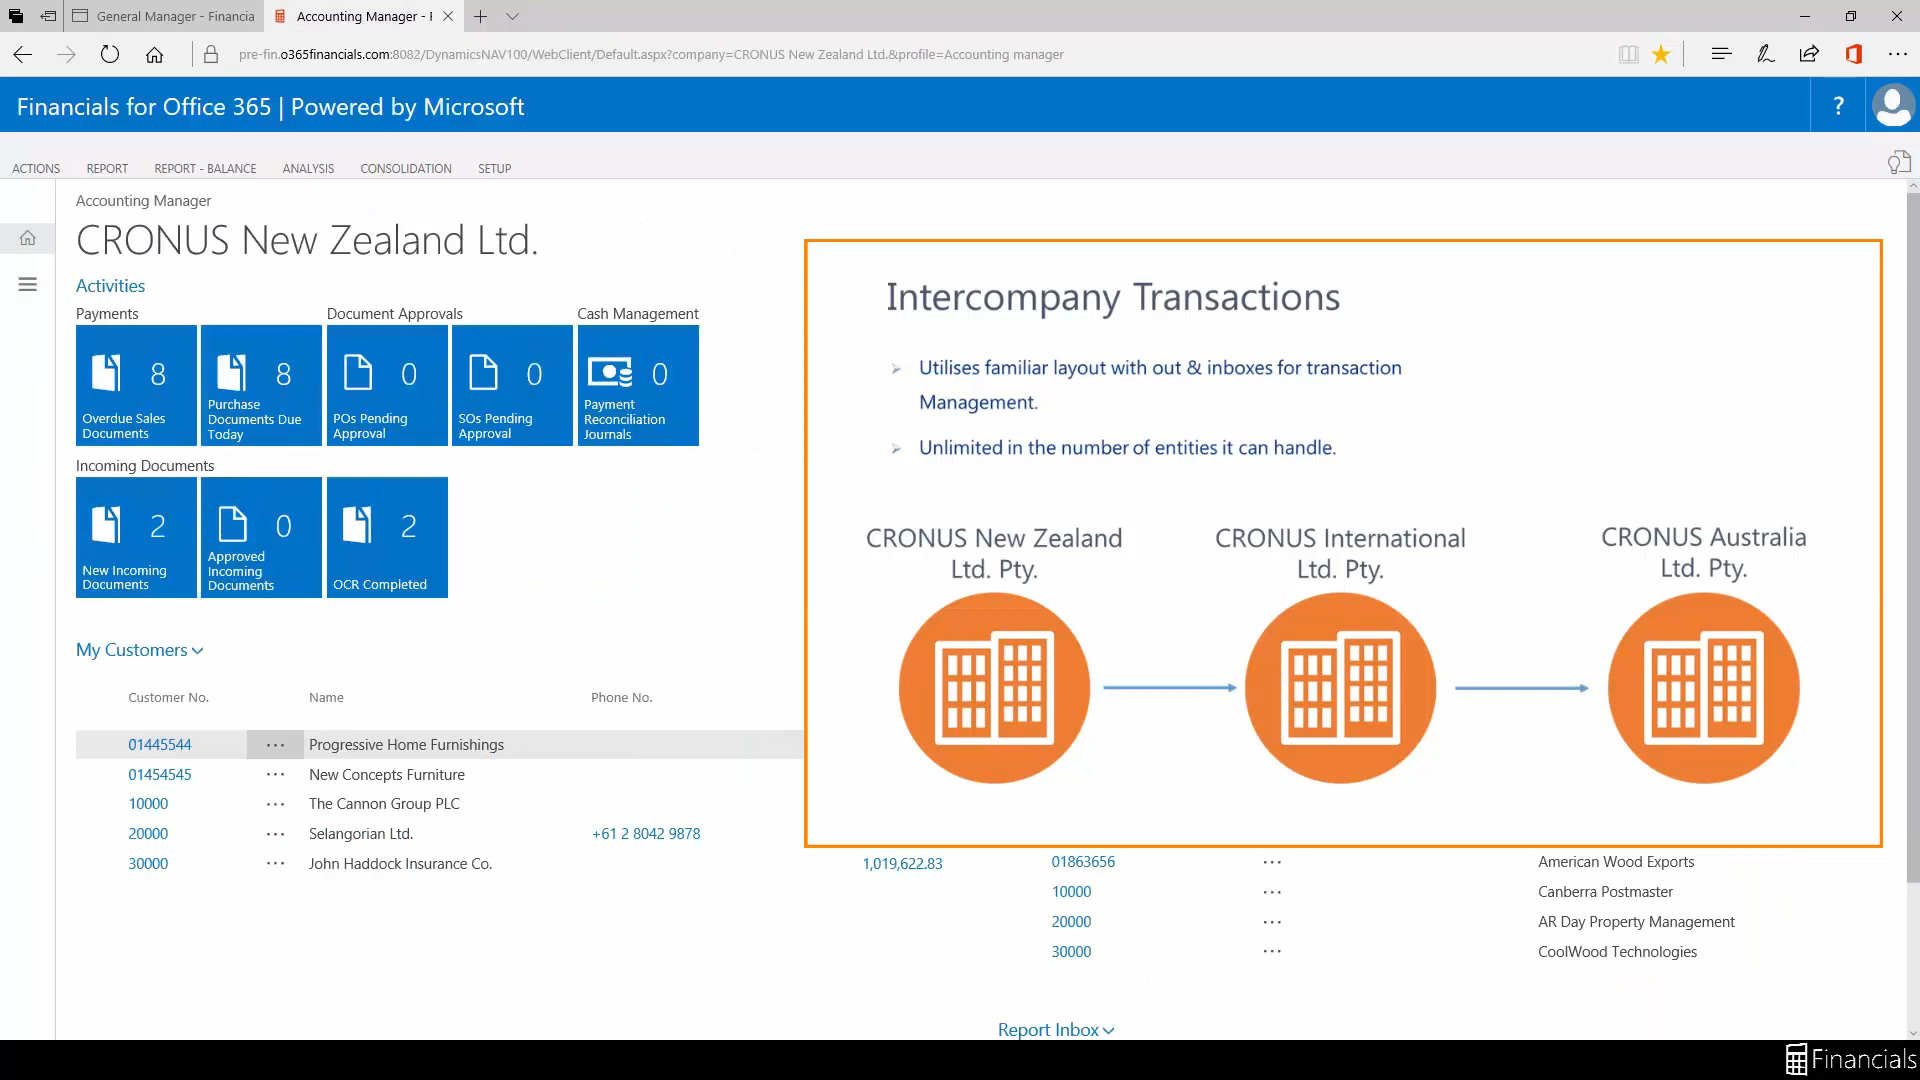 General Manager - Financia
Accounting Manager - F
pre-fin.o365financials.com:8082/DynamicsNAV100/WebClient/Default.aspx?company=CRONUS New Zealand Ltd.&profile=Accounting manager
Financials for Office 365 | Powered by Microsoft
?
ACTIONS REPORT REPORT - BALANCE ANALYSIS CONSOLIDATION SETUP
Accounting Manager
CRONUS New Zealand Ltd.
Activities
Payments
Document Approvals
Cash Management
8
Overdue Sales
Documents
8
Purchase
Documents Due
Today
0
POs Pending
Approval
0
SOs Pending
Approval
0
Payment
Reconciliation
Journals
Incoming Documents
2
New Incoming
Documents
0
Approved
Incoming
Documents
2
OCR Completed
My Customers
Customer No. Name Phone No.
01445544 ... Progressive Home Furnishings
01454545 ... New Concepts Furniture
10000 ... The Cannon Group PLC
20000 ... Selangorian Ltd. +61 2 8042 9878
30000 ... John Haddock Insurance Co. 1,019,622.83
Intercompany Transactions
Utilises familiar layout with out & inboxes for transaction
Management.
Unlimited in the number of entities it can handle.
CRONUS New Zealand
Ltd. Pty.
CRONUS International
Ltd. Pty.
CRONUS Australia
Ltd. Pty.
01863656 ... American Wood Exports
10000 ... Canberra Postmaster
20000 ... AR Day Property Management
30000 ... CoolWood Technologies
Report Inbox
Financials